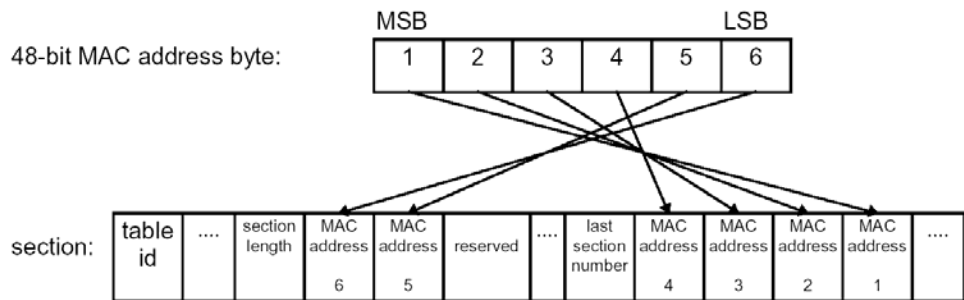 MSB LSB
48-bit MAC address byte: 1 2 3 4 5 6
section: table id .... section length MAC address 6 MAC address 5 reserved .... last section number MAC address 4 MAC address 3 MAC address 2 MAC address 1 ....